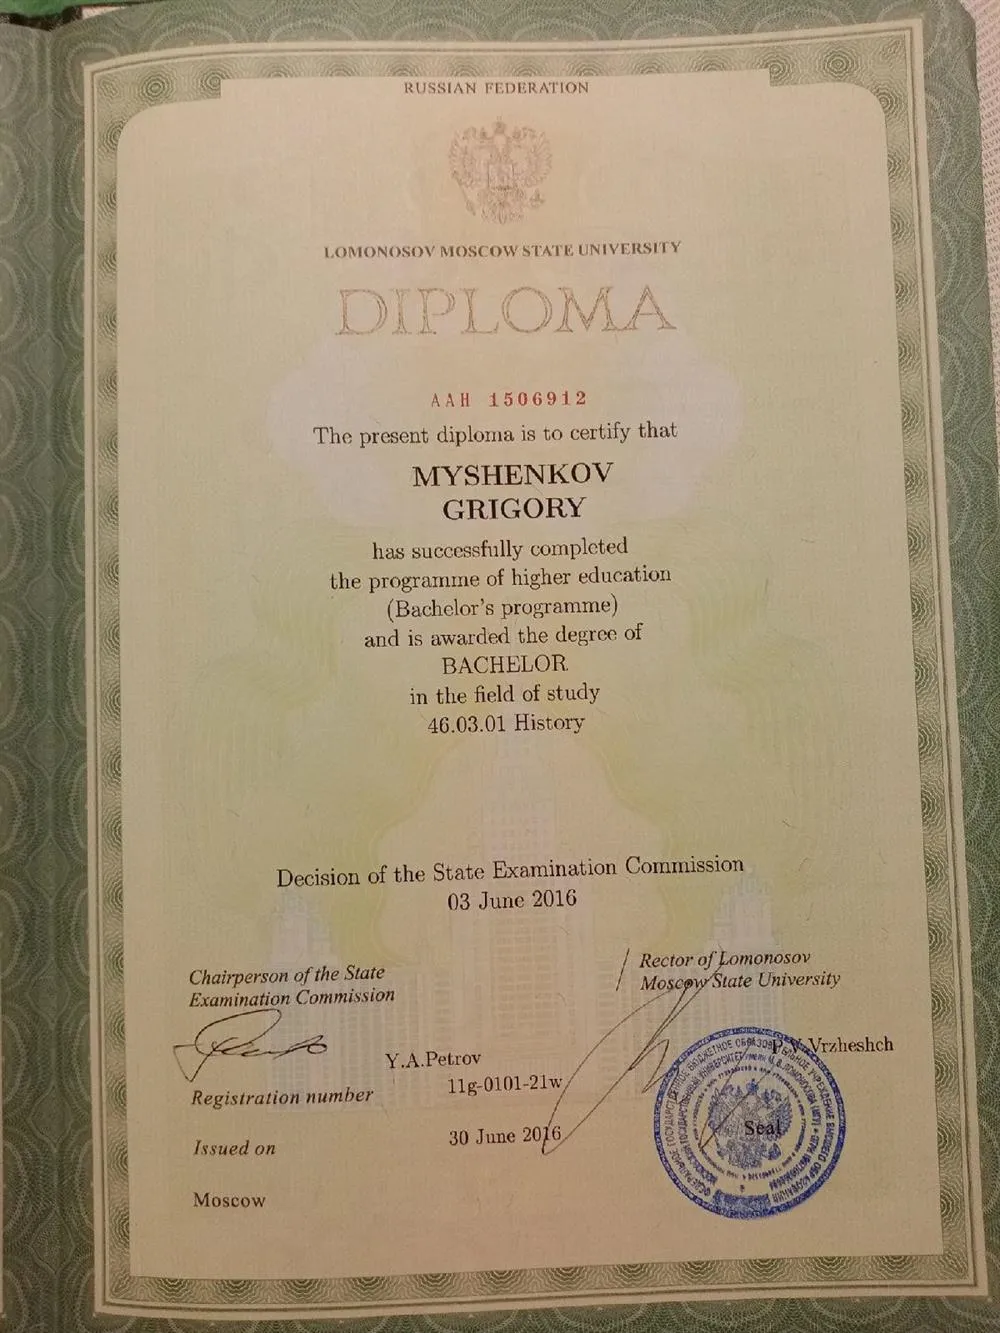 RUSSIAN FEDERATION
LOMONOSOV MOSCOW STATE UNIVERSITY
DIPLOMA
ААН 1506912
The present diploma is to certify that
MYSHENKOV
GRIGORY
has successfully completed
the programme of higher education
(Bachelor's programme)
and is awarded the degree of
BACHELOR
in the field of study
46.03.01 History
Decision of the State Examination Commission
03 June 2016
Chairperson of the State
Examination Commission
Rector of Lomonosov
Moscow State University
Y.A.Petrov
P.V. Vrzheshch
Registration number
11g-0101-21w
Seal
Issued on
30 June 2016
Moscow